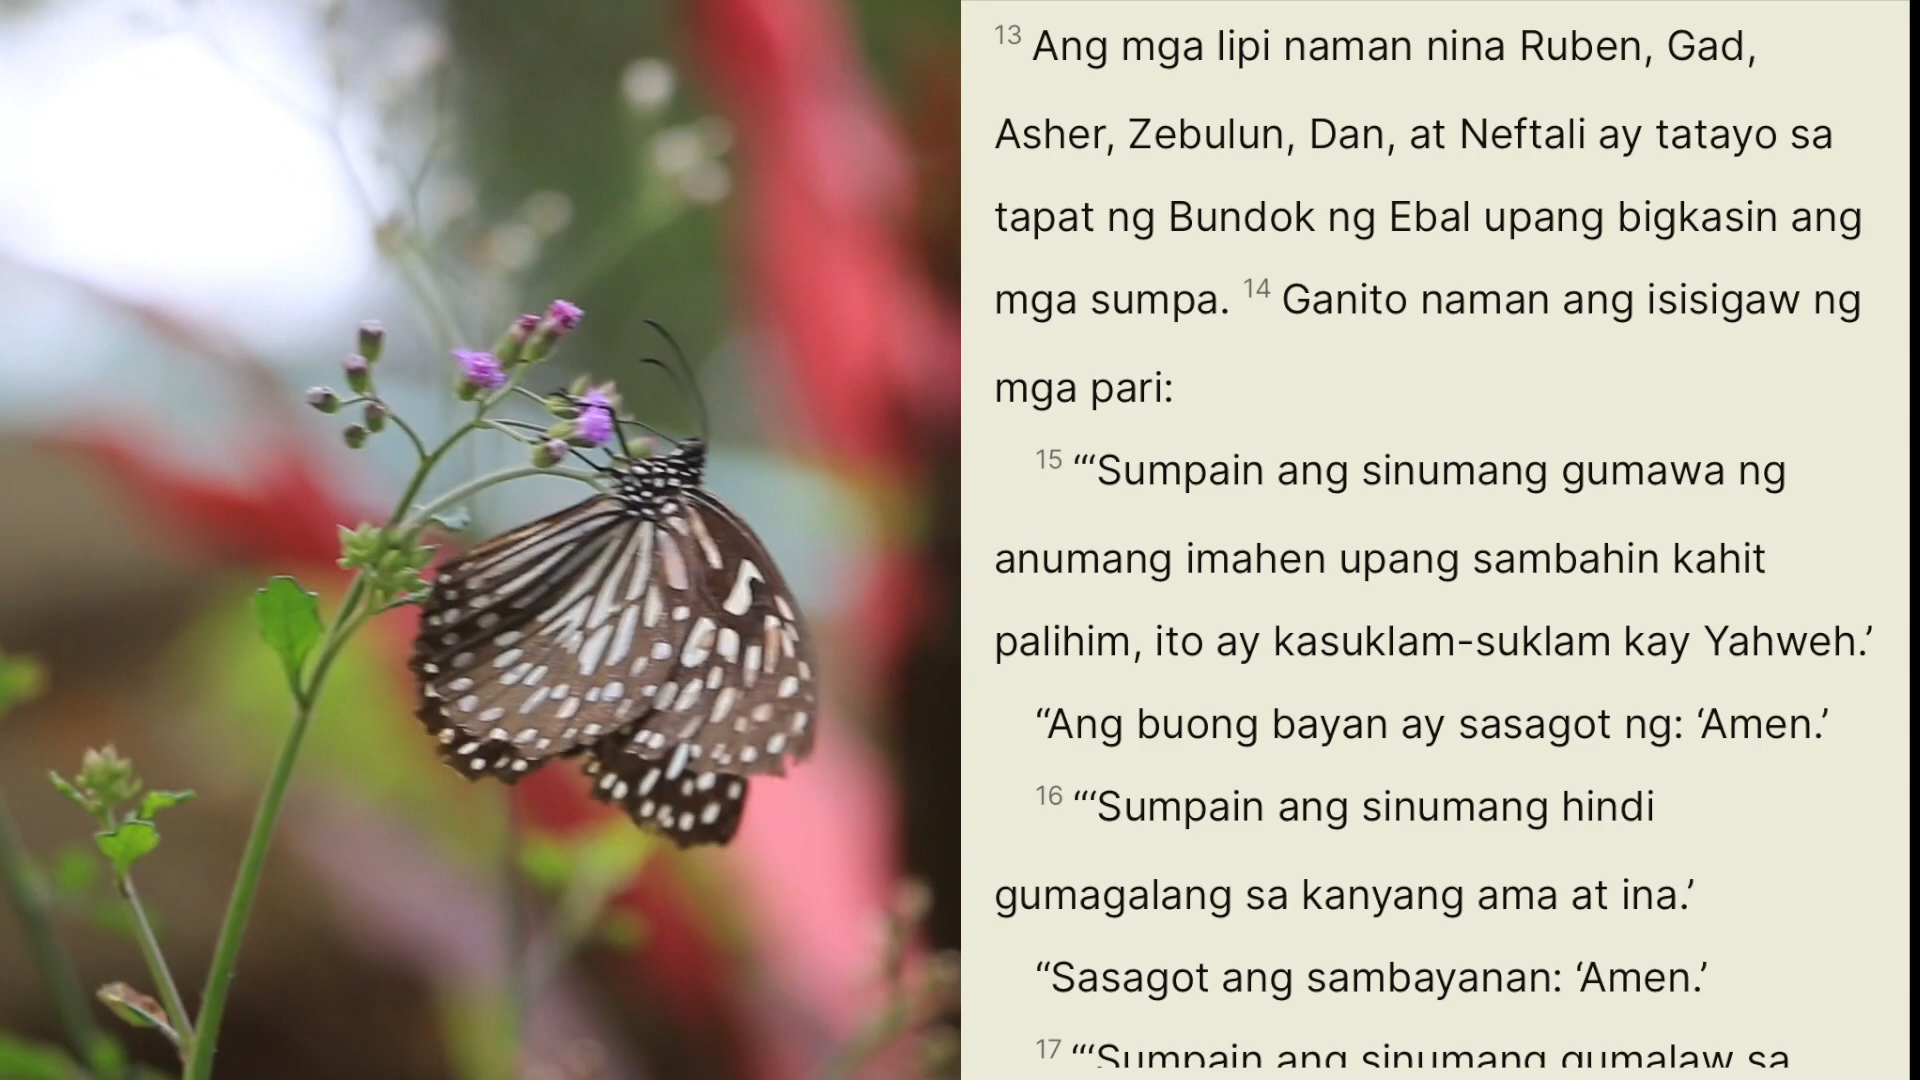 13 Ang mga lipi naman nina Ruben, Gad,
Asher, Zebulun, Dan, at Neftali ay tatayo sa
tapat ng Bundok ng Ebal upang bigkasin ang
mga sumpa. 14 Ganito naman ang isisigaw ng
mga pari:
15 “‘Sumpain ang sinumang gumawa ng
anumang imahen upang sambahin kahit
palihim, ito ay kasuklam-suklam kay Yahweh.’
“Ang buong bayan ay sasagot ng: ‘Amen.’
16 “‘Sumpain ang sinumang hindi
gumagalang sa kanyang ama at ina.’
“Sasagot ang sambayanan: ‘Amen.’
17 “‘Sumpain ang sinumang gumalaw sa